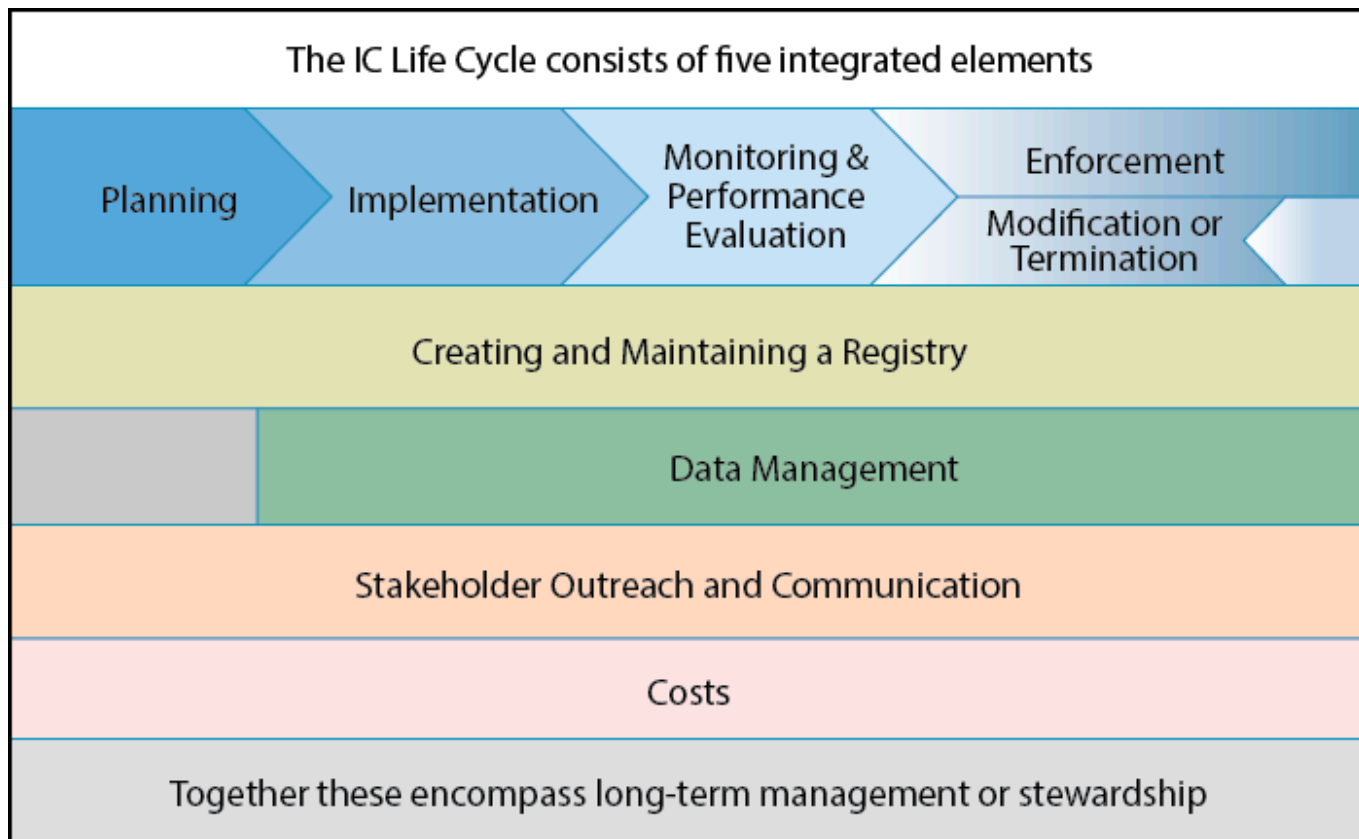 The IC Life Cycle consists of five integrated elements
Planning
Implementation
Monitoring &
Performance
Evaluation
Enforcement
Modification or
Termination
Creating and Maintaining a Registry
Data Management
Stakeholder Outreach and Communication
Costs
Together these encompass long-term management or stewardship